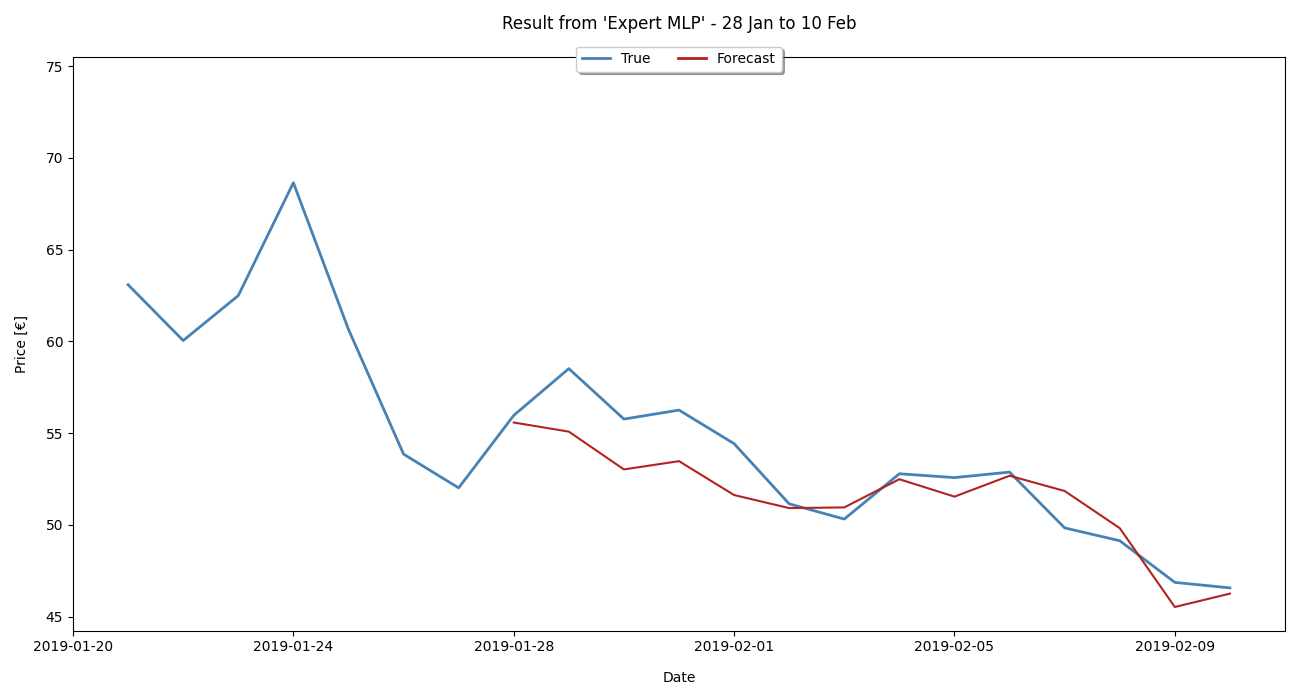 Result from 'Expert MLP' - 28 Jan to 10 Feb
True Forecast
75
70
65
60
55
50
45
Price [€]
2019-01-20 2019-01-24 2019-01-28 2019-02-01 2019-02-05 2019-02-09
Date